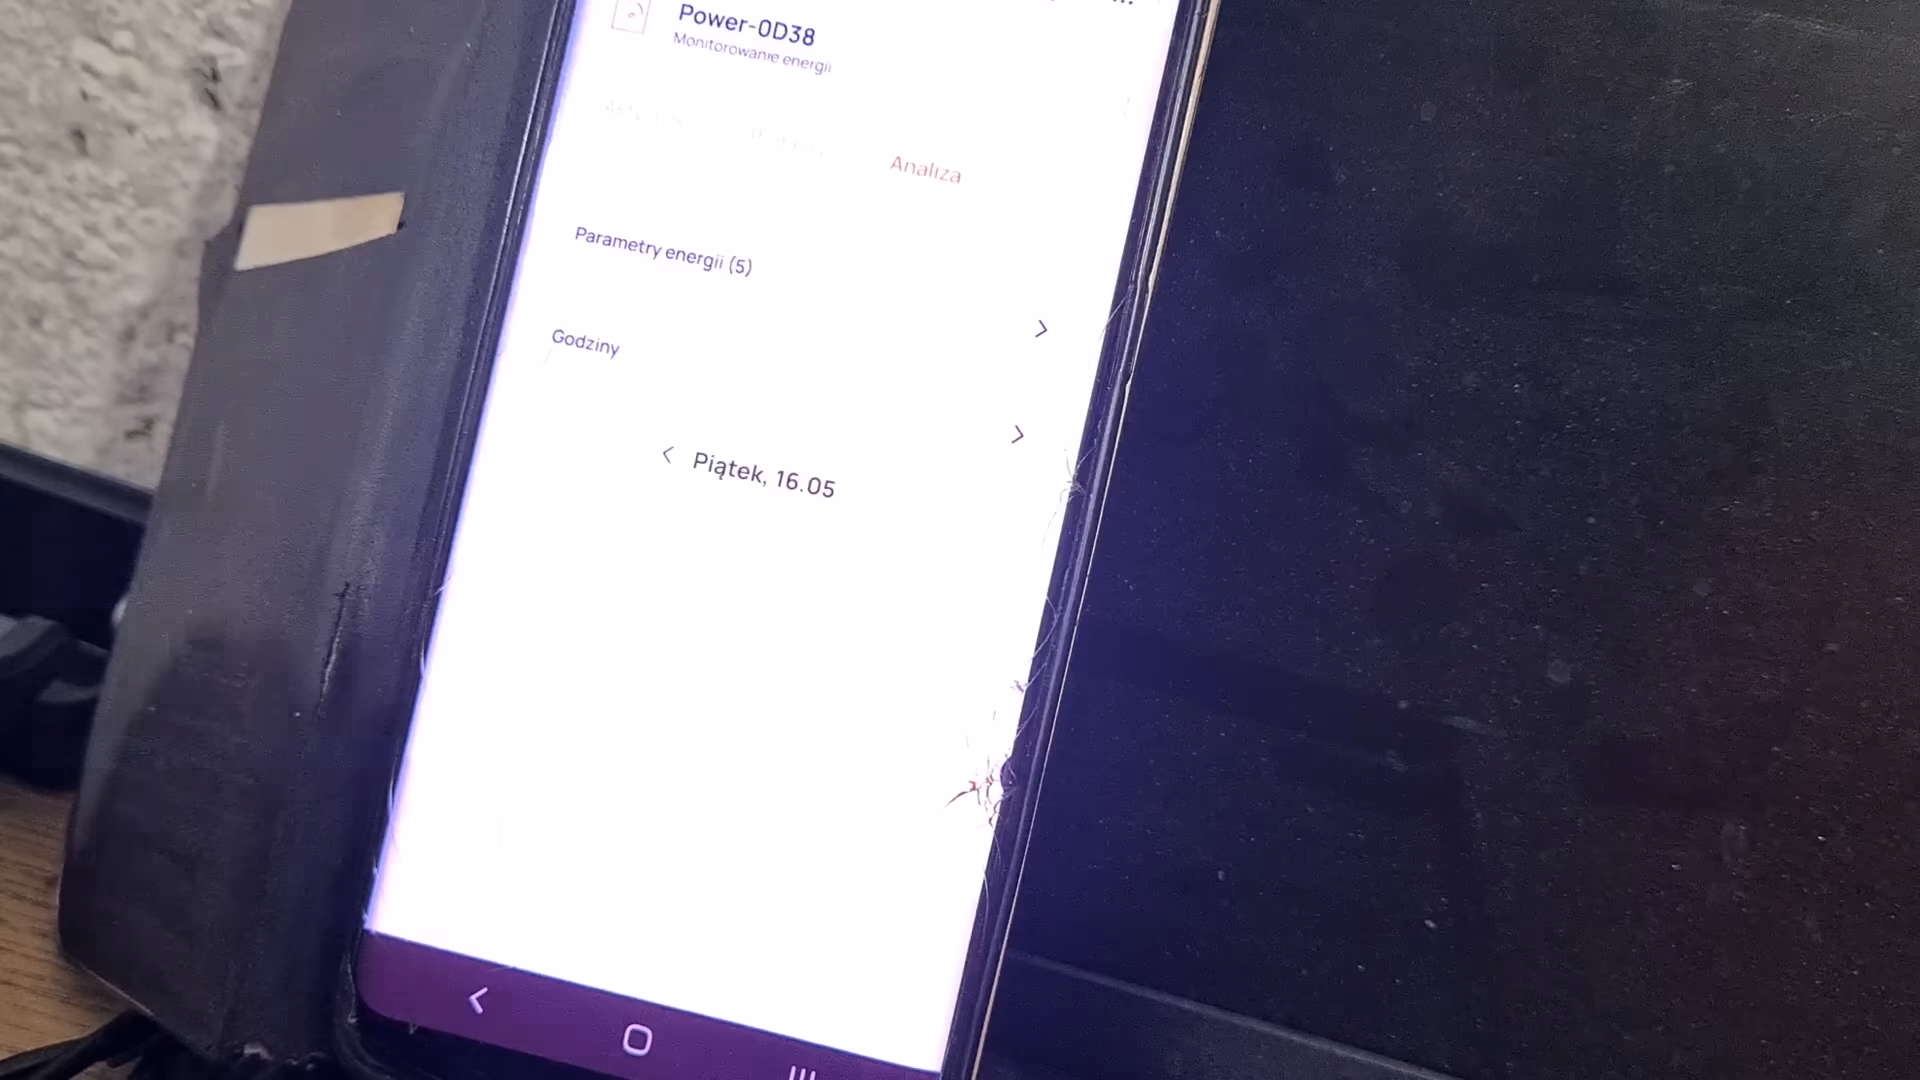 Power-0D38
Monitorowanie energii
Analiza
Parametry energii (5)
Godziny
Piątek, 16.05